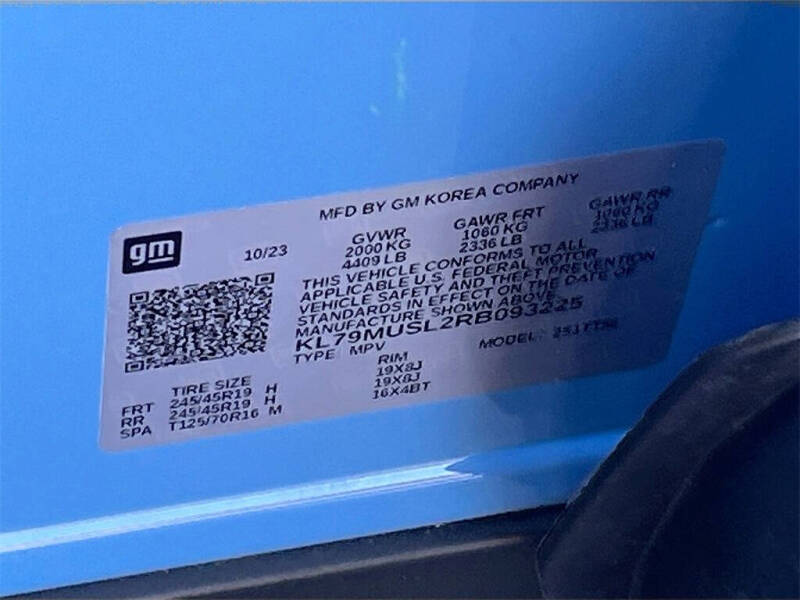 gm
10/23
MFD BY GM KOREA COMPANY
GVWR GAWR FRT GAWR RR
2000 KG 1060 KG 1060 KG
4409 LB 2336 LB 2336 LB
THIS VEHICLE CONFORMS TO ALL
APPLICABLE U.S. FEDERAL MOTOR
VEHICLE SAFETY AND THEFT PREVENTION
STANDARDS IN EFFECT ON THE DATE OF
MANUFACTURE SHOWN ABOVE
KL79MUSL2RB093225
TYPE MPV MODEL
TIRE SIZE RIM
FRT 245/45R19 H 19X8J
RR 245/45R19 H 19X8J
SPA T125/70R16 M 16X4BT